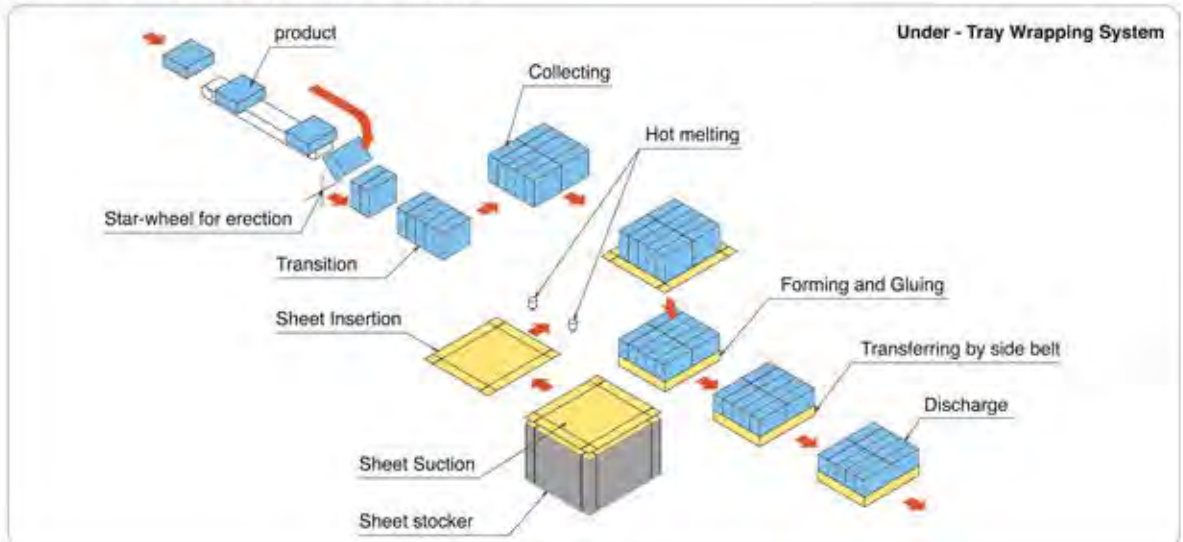 Under - Tray Wrapping System
product
Collecting
Hot melting
Star-wheel for erection
Transition
Forming and Gluing
Sheet Insertion
Transferring by side belt
Discharge
Sheet Suction
Sheet stocker